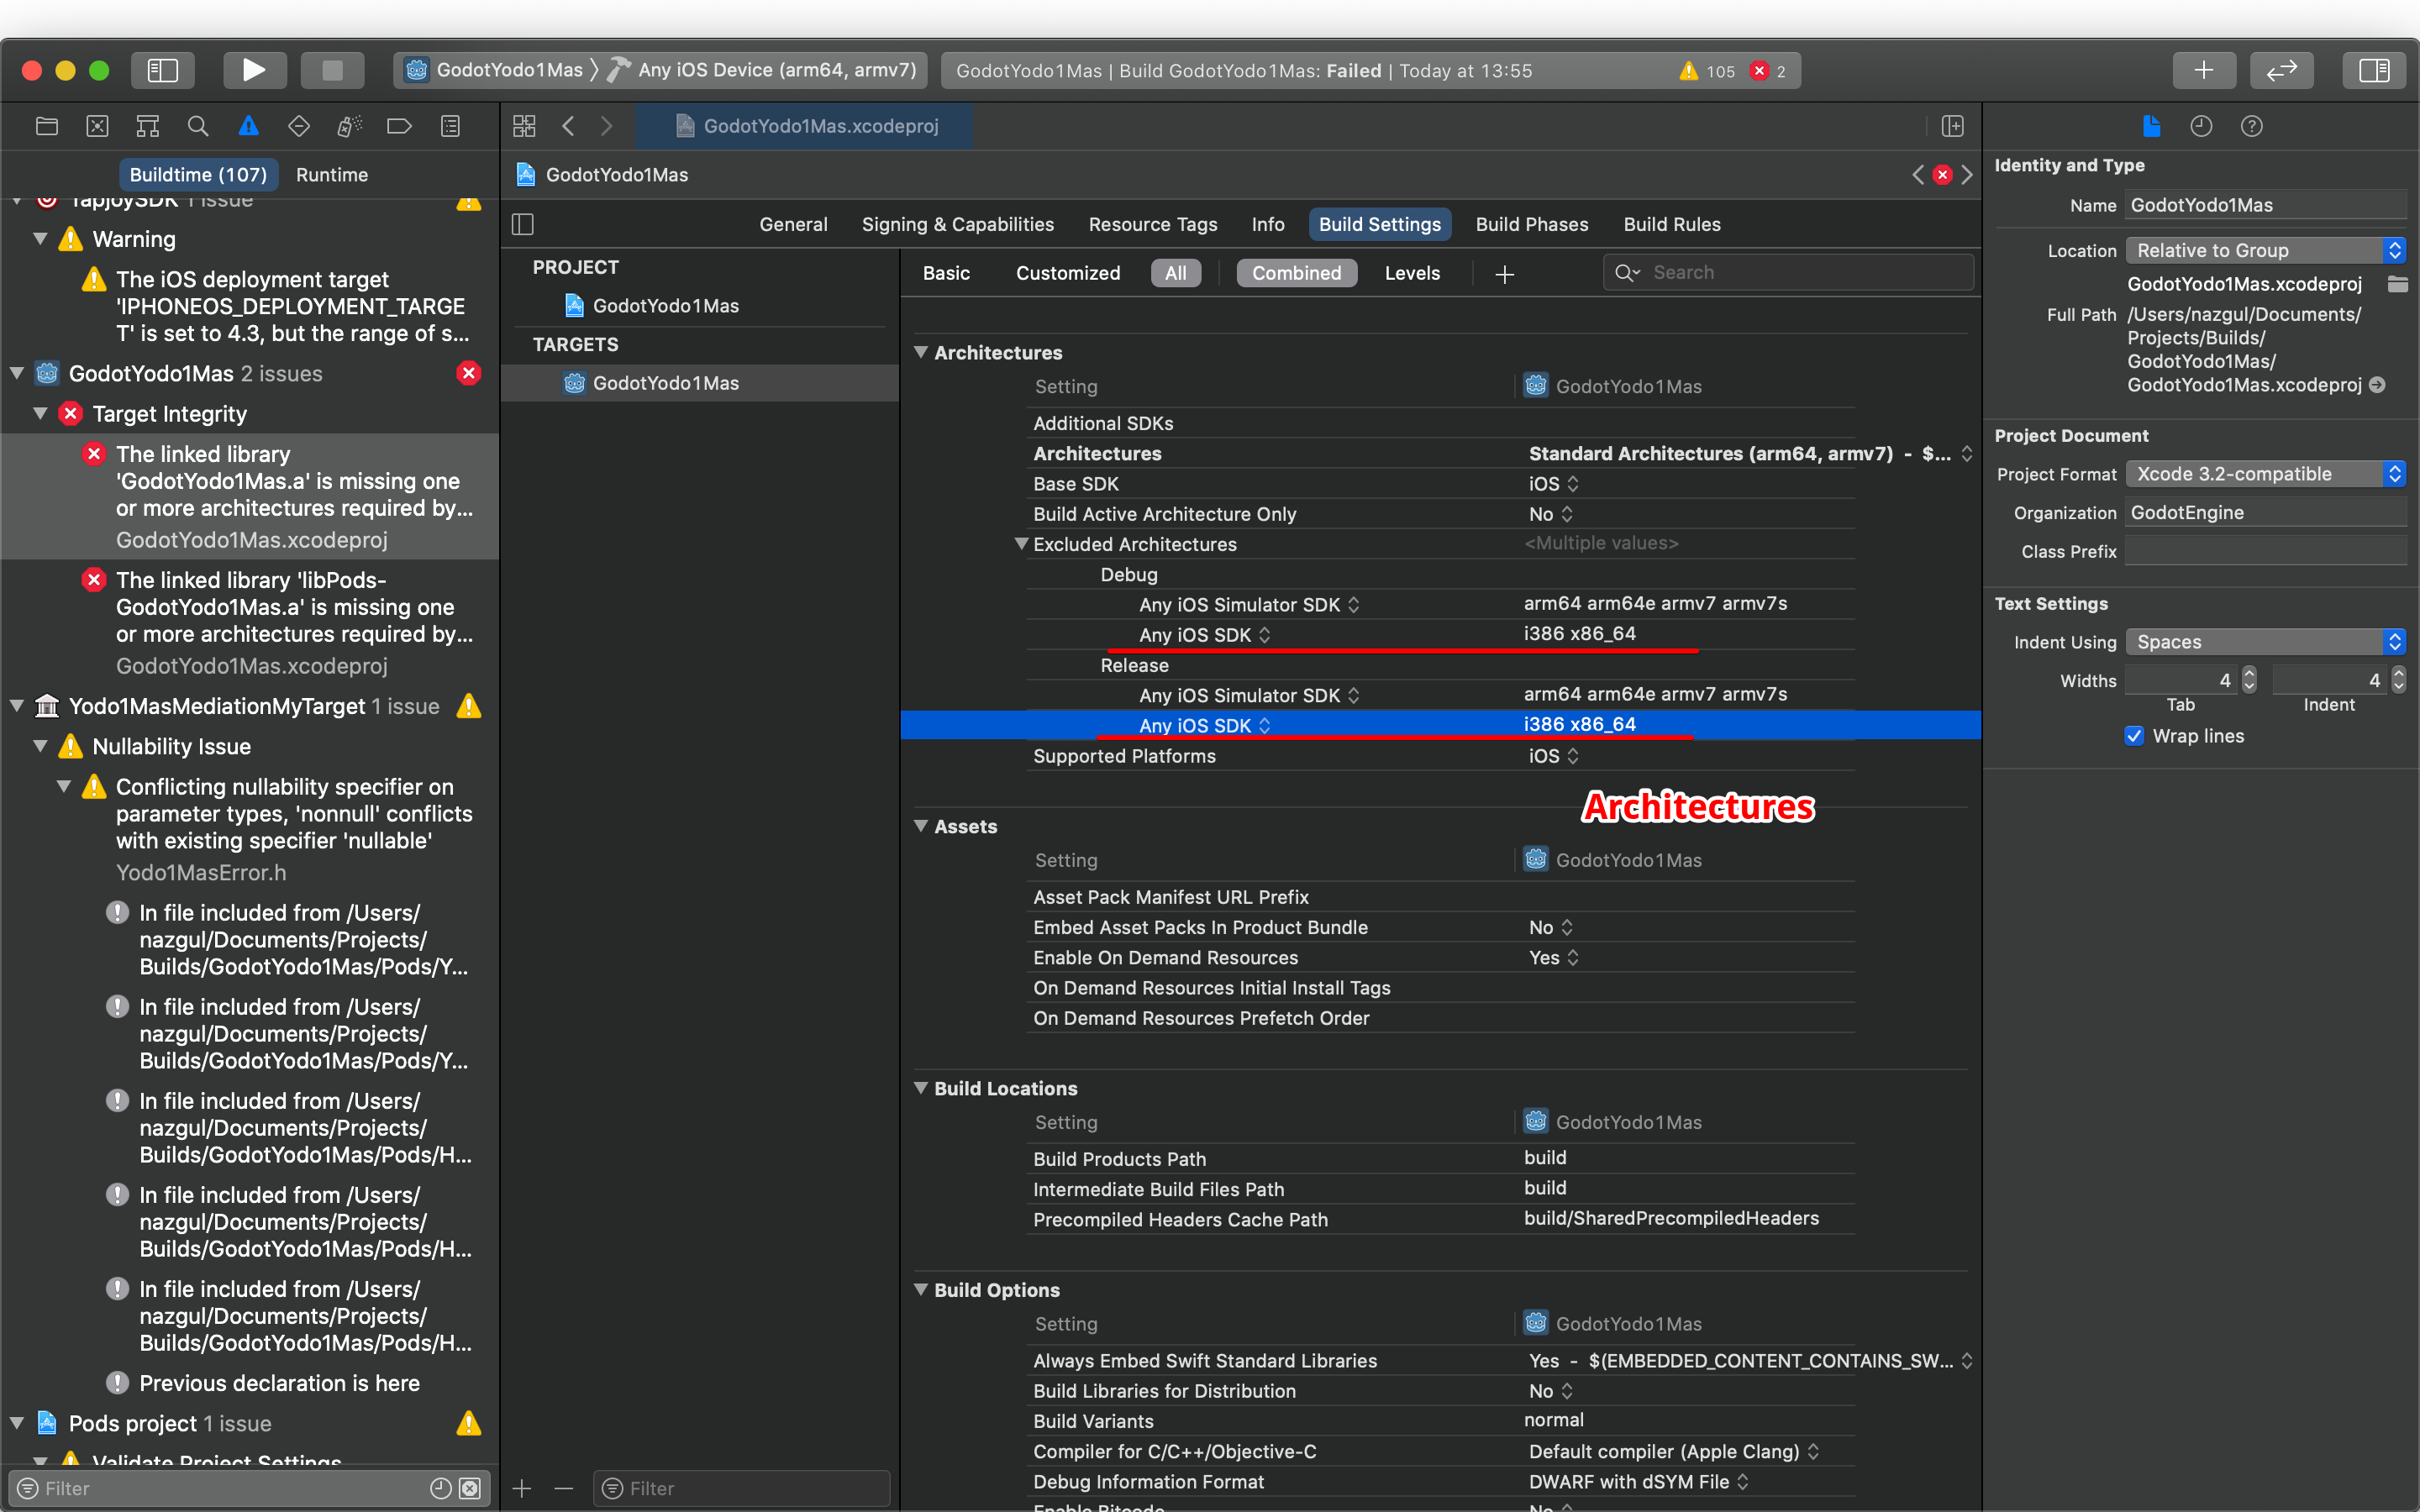 GodotYodo1Mas 〉 Any iOS Device (arm64, armv7)
GodotYodo1Mas | Build GodotYodo1Mas: Failed | Today at 13:55
105
2
Buildtime (107)
Runtime
TapjoySDK 1 issue
Warning
The iOS deployment target
'IPHONEOS_DEPLOYMENT_TARGE
T' is set to 4.3, but the range of s...
GodotYodo1Mas 2 issues
Target Integrity
The linked library
'GodotYodo1Mas.a' is missing one
or more architectures required by...
GodotYodo1Mas.xcodeproj
The linked library 'libPods-
GodotYodo1Mas.a' is missing one
or more architectures required by...
GodotYodo1Mas.xcodeproj
Yodo1MasMediationMyTarget 1 issue
Nullability Issue
Conflicting nullability specifier on
parameter types, 'nonnull' conflicts
with existing specifier 'nullable'
Yodo1MasError.h
In file included from /Users/
nazgul/Documents/Projects/
Builds/GodotYodo1Mas/Pods/Y...
In file included from /Users/
nazgul/Documents/Projects/
Builds/GodotYodo1Mas/Pods/Y...
In file included from /Users/
nazgul/Documents/Projects/
Builds/GodotYodo1Mas/Pods/H...
In file included from /Users/
nazgul/Documents/Projects/
Builds/GodotYodo1Mas/Pods/H...
In file included from /Users/
nazgul/Documents/Projects/
Builds/GodotYodo1Mas/Pods/H...
Previous declaration is here
Pods project 1 issue
Validate Project Settings
Filter
GodotYodo1Mas.xcodeproj
GodotYodo1Mas
General
Signing & Capabilities
Resource Tags
Info
Build Settings
Build Phases
Build Rules
PROJECT
GodotYodo1Mas
TARGETS
GodotYodo1Mas
Filter
Basic
Customized
All
Combined
Levels
Search
Architectures
Setting GodotYodo1Mas
Additional SDKs
Architectures Standard Architectures (arm64, armv7) - $...
Base SDK iOS
Build Active Architecture Only No
Excluded Architectures <Multiple values>
Debug
Any iOS Simulator SDK arm64 arm64e armv7 armv7s
Any iOS SDK i386 x86_64
Release
Any iOS Simulator SDK arm64 arm64e armv7 armv7s
Any iOS SDK i386 x86_64
Supported Platforms iOS
Architectures
Assets
Setting GodotYodo1Mas
Asset Pack Manifest URL Prefix
Embed Asset Packs In Product Bundle No
Enable On Demand Resources Yes
On Demand Resources Initial Install Tags
On Demand Resources Prefetch Order
Build Locations
Setting GodotYodo1Mas
Build Products Path build
Intermediate Build Files Path build
Precompiled Headers Cache Path build/SharedPrecompiledHeaders
Build Options
Setting GodotYodo1Mas
Always Embed Swift Standard Libraries Yes - $(EMBEDDED_CONTENT_CONTAINS_SW...
Build Libraries for Distribution No
Build Variants normal
Compiler for C/C++/Objective-C Default compiler (Apple Clang)
Debug Information Format DWARF with dSYM File
Enable Bitcode No
Identity and Type
Name GodotYodo1Mas
Location Relative to Group
GodotYodo1Mas.xcodeproj
Full Path /Users/nazgul/Documents/
Projects/Builds/
GodotYodo1Mas/
GodotYodo1Mas.xcodeproj
Project Document
Project Format Xcode 3.2-compatible
Organization GodotEngine
Class Prefix
Text Settings
Indent Using Spaces
Widths 4 4
Tab Indent
Wrap lines